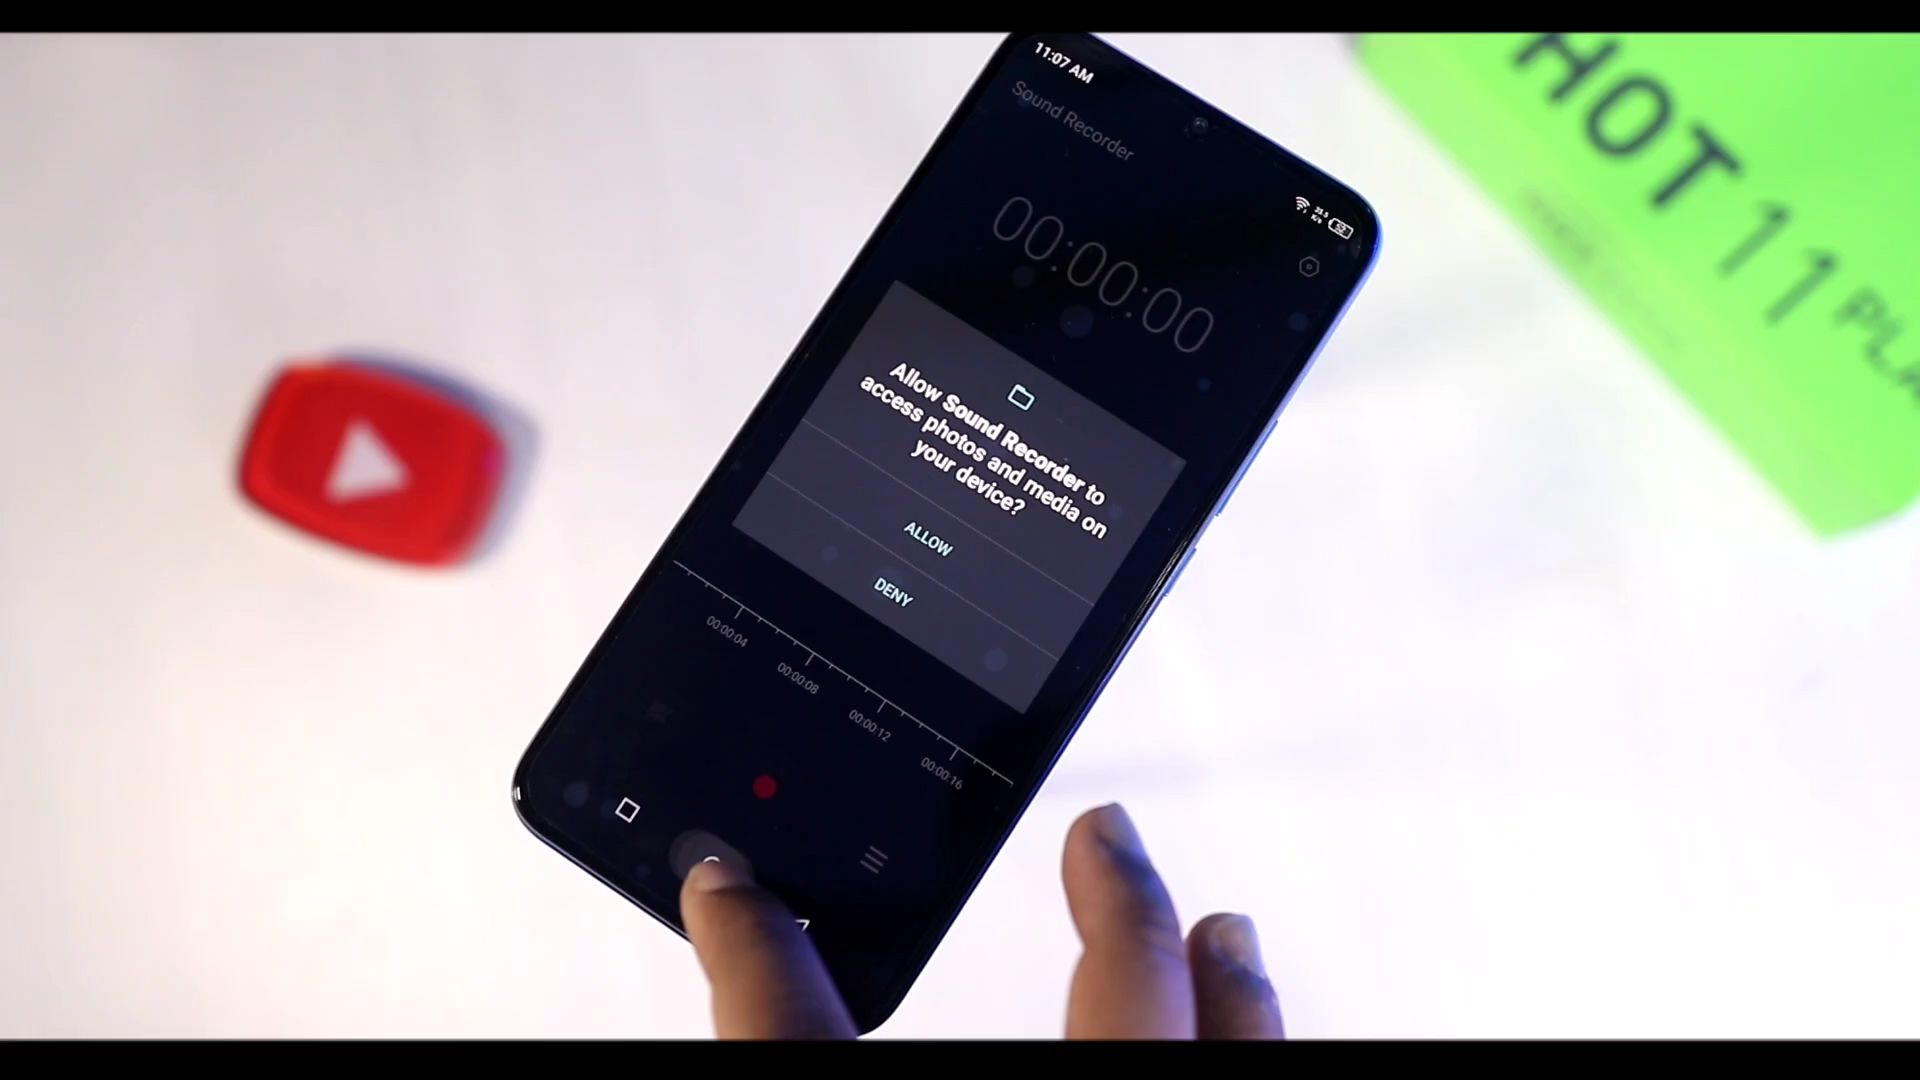 11:07 AM
Sound Recorder
00:00:00
Allow Sound Recorder to
access photos and media on
your device?
ALLOW
DENY
00:00:04
00:00:08
00:00:12
00:00:16
HOT 11